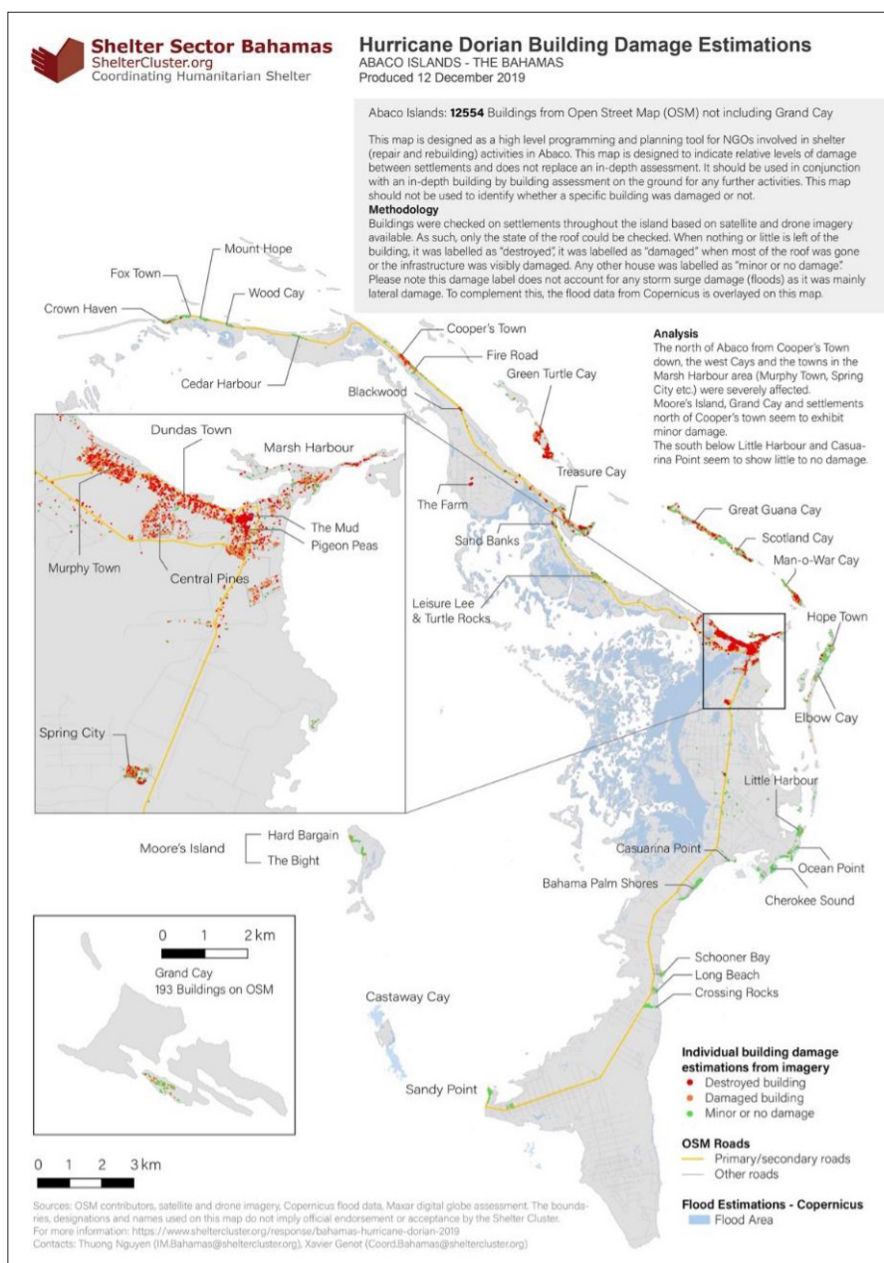 Shelter Sector Bahamas
ShelterCluster.org
Coordinating Humanitarian Shelter
Hurricane Dorian Building Damage Estimations
ABACO ISLANDS - THE BAHAMAS
Produced 12 December 2019
Abaco Islands: 12554 Buildings from Open Street Map (OSM) not including Grand Cay
This map is designed as a high level programming and planning tool for NGOs involved in shelter
(repair and rebuilding) activities in Abaco. This map is designed to indicate relative levels of damage
between settlements and does not replace an in-depth assessment. It should be used in conjunction
with an in-depth building by building assessment on the ground for any further activities. This map
should not be used to identify whether a specific building was damaged or not.
Methodology
Buildings were checked on settlements throughout the island based on satellite and drone imagery
available. As such, only the state of the roof could be checked. When nothing or little is left of the
building, it was labelled as “destroyed”, it was labelled as “damaged” when most of the roof was gone
or the infrastructure was visibly damaged. Any other house was labelled as “minor or no damage”.
Please note this damage label does not account for any storm surge damage (floods) as it was mainly
lateral damage. To complement this, the flood data from Copernicus is overlayed on this map.
Mount Hope
Fox Town
Wood Cay
Crown Haven
Cedar Harbour
Cooper's Town
Fire Road
Green Turtle Cay
Blackwood
Analysis
The north of Abaco from Cooper's Town
down, the west Cays and the towns in the
Marsh Harbour area (Murphy Town, Spring
City etc.) were severely affected.
Moore's Island, Grand Cay and settlements
north of Cooper's town seem to exhibit
minor damage.
The south below Little Harbour and Casua-
rina Point seem to show little to no damage.
Dundas Town
Marsh Harbour
The Mud
Pigeon Peas
Murphy Town
Central Pines
Spring City
Treasure Cay
The Farm
Sand Banks
Great Guana Cay
Scotland Cay
Man-o-War Cay
Leisure Lee
& Turtle Rocks
Hope Town
Elbow Cay
Little Harbour
Moore's Island
Hard Bargain
The Bight
Casuarina Point
Ocean Point
Bahama Palm Shores
Cherokee Sound
0 1 2 km
Grand Cay
193 Buildings on OSM
Schooner Bay
Long Beach
Crossing Rocks
Castaway Cay
Sandy Point
Individual building damage
estimations from imagery
Destroyed building
Damaged building
Minor or no damage
OSM Roads
Primary/secondary roads
Other roads
Flood Estimations - Copernicus
Flood Area
0 1 2 3 km
Sources: OSM contributors, satellite and drone imagery, Copernicus flood data, Maxar digital globe assessment. The bounda-
ries, designations and names used on this map do not imply official endorsement or acceptance by the Shelter Cluster.
For more information: https://www.sheltercluster.org/response/bahamas-hurricane-dorian-2019
Contacts: Thuong Nguyen (IM.Bahamas@sheltercluster.org), Xavier Genot (Coord.Bahamas@sheltercluster.org)